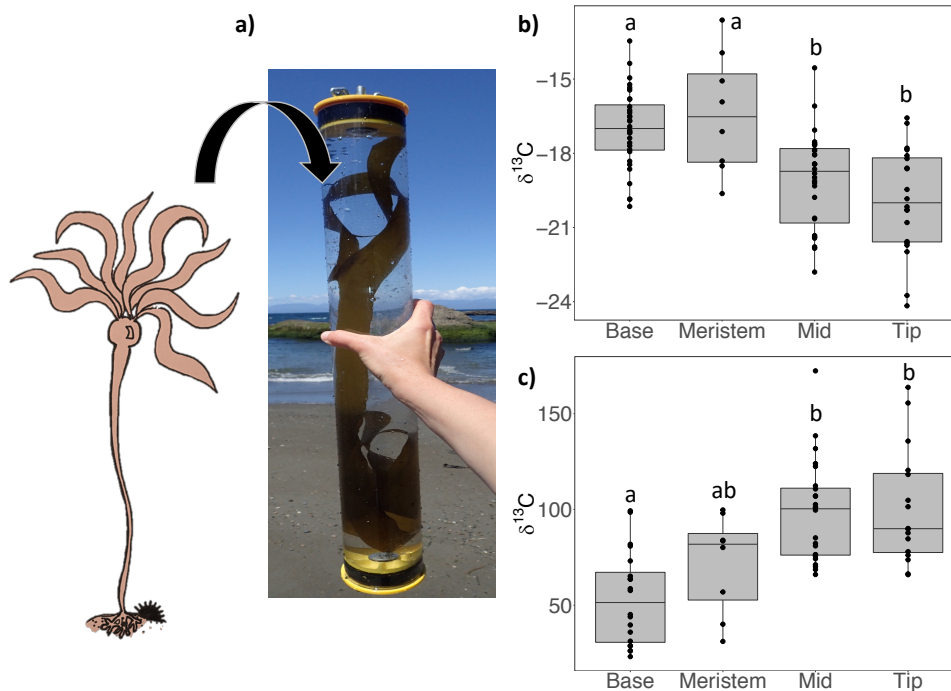 a)
b)
a
a
b
b
−15
−18
−21
−24
δ¹³C
Base Meristem Mid Tip
c)
a
ab
b
b
150
100
50
δ¹³C
Base Meristem Mid Tip